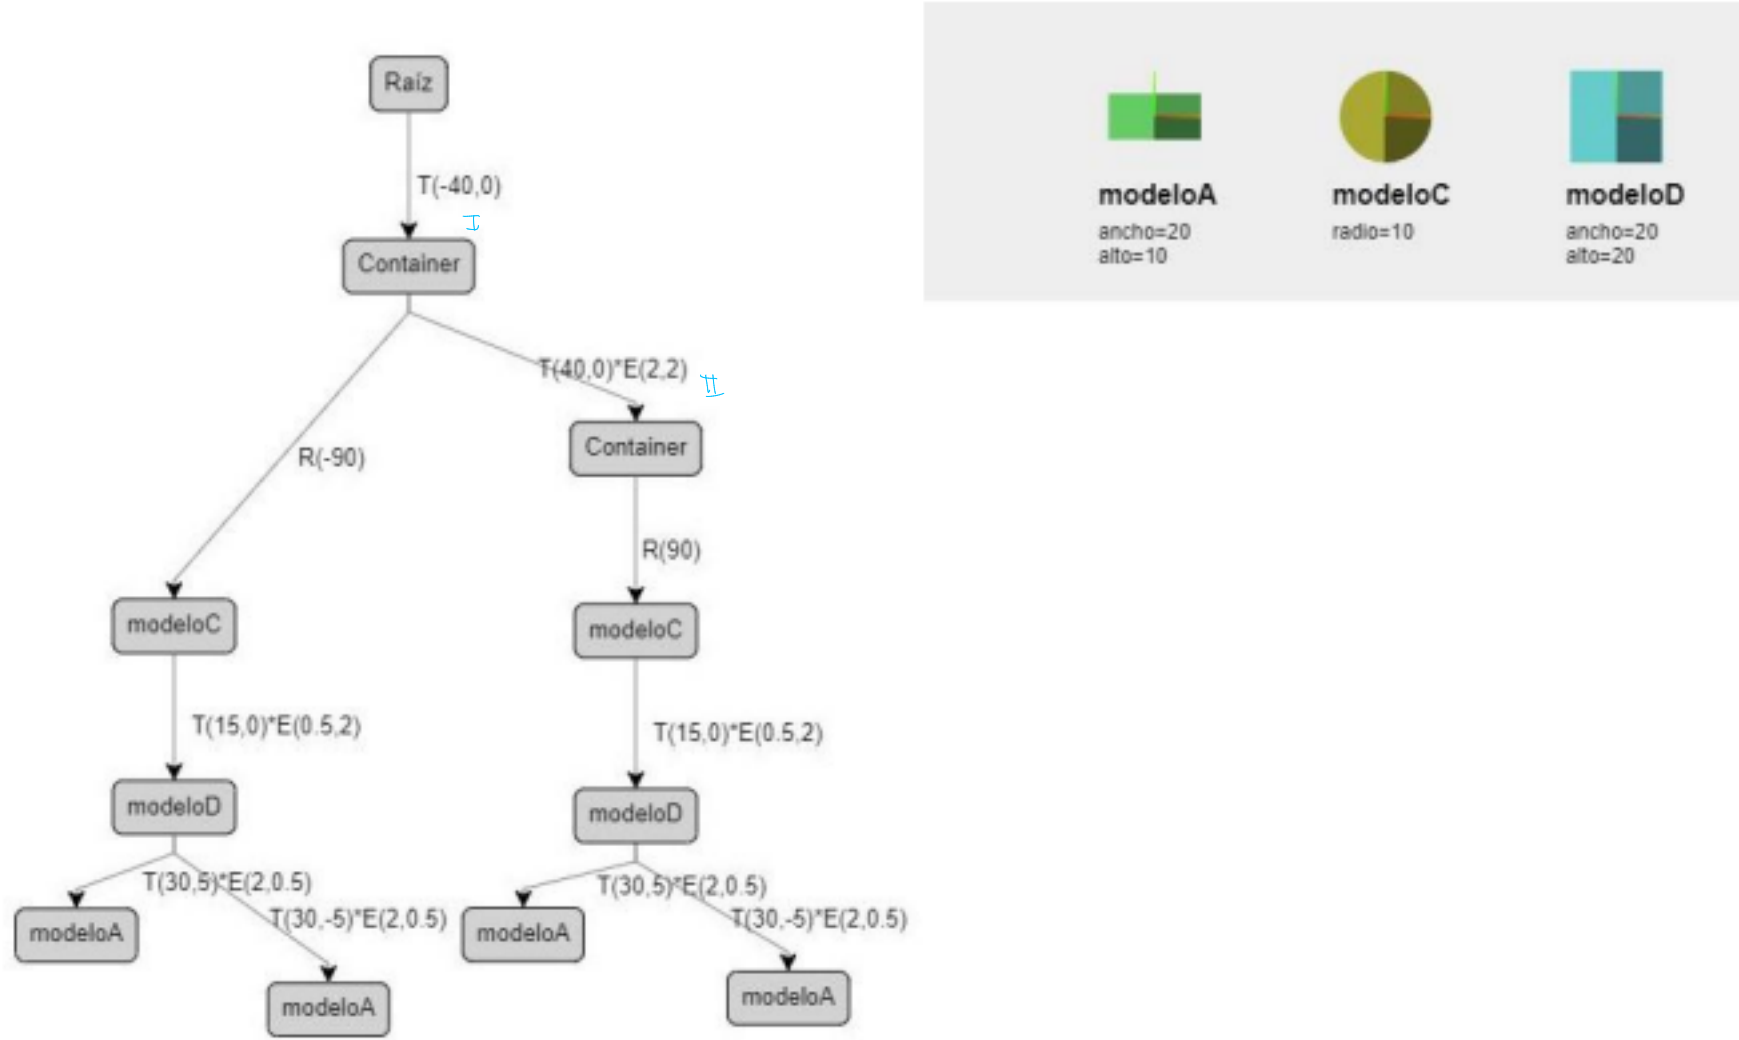 Raíz
T(-40,0)
I
Container
T(40,0)*E(2,2)
II
R(-90)
Container
R(90)
modeloC
modeloC
T(15,0)*E(0.5,2)
T(15,0)*E(0.5,2)
modeloD
modeloD
T(30,5)*E(2,0.5)
T(30,-5)*E(2,0.5)
T(30,5)*E(2,0.5)
T(30,-5)*E(2,0.5)
modeloA
modeloA
modeloA
modeloA
modeloA
ancho=20
alto=10
modeloC
radio=10
modeloD
ancho=20
alto=20